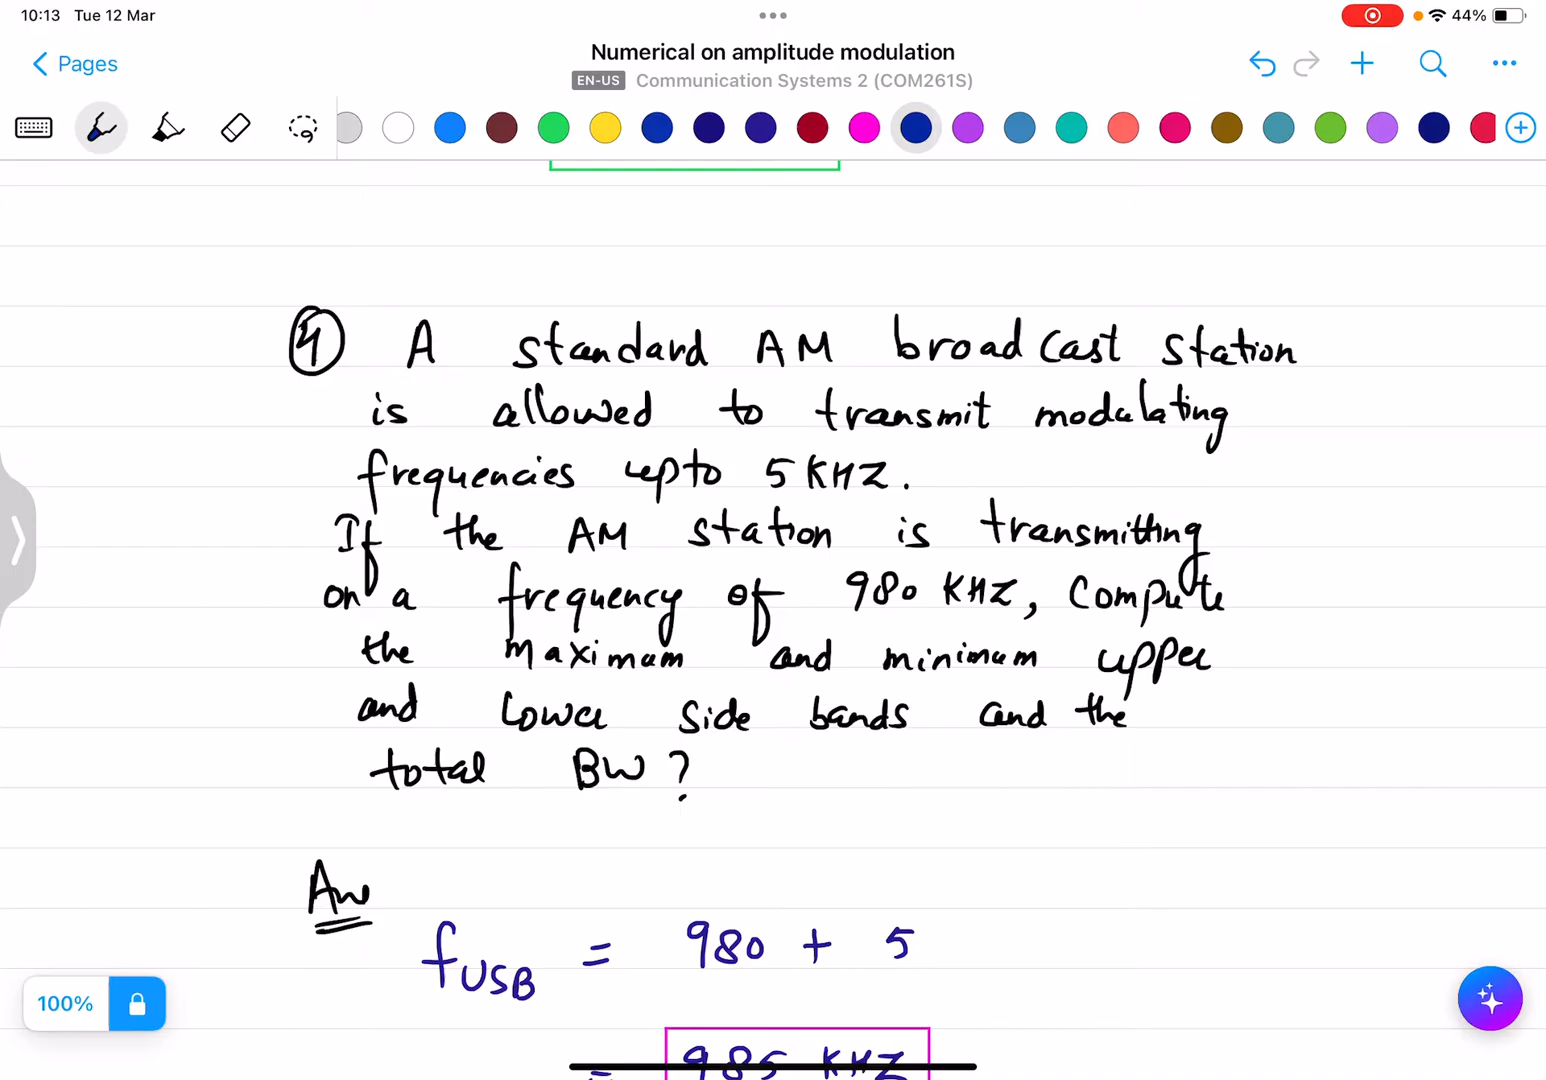 10:13 Tue 12 Mar
44%
Pages
Numerical on amplitude modulation
EN-US Communication Systems 2 (COM261S)
4 A standard AM broadcast station
is allowed to transmit modulating
frequencies upto 5 KHZ.
If the AM station is transmitting
on a frequency of 980 KHZ, compute
the maximum and minimum upper
and lower side bands and the
total BW?
Ans
fUSB = 980 + 5
= 985 KHZ
100%